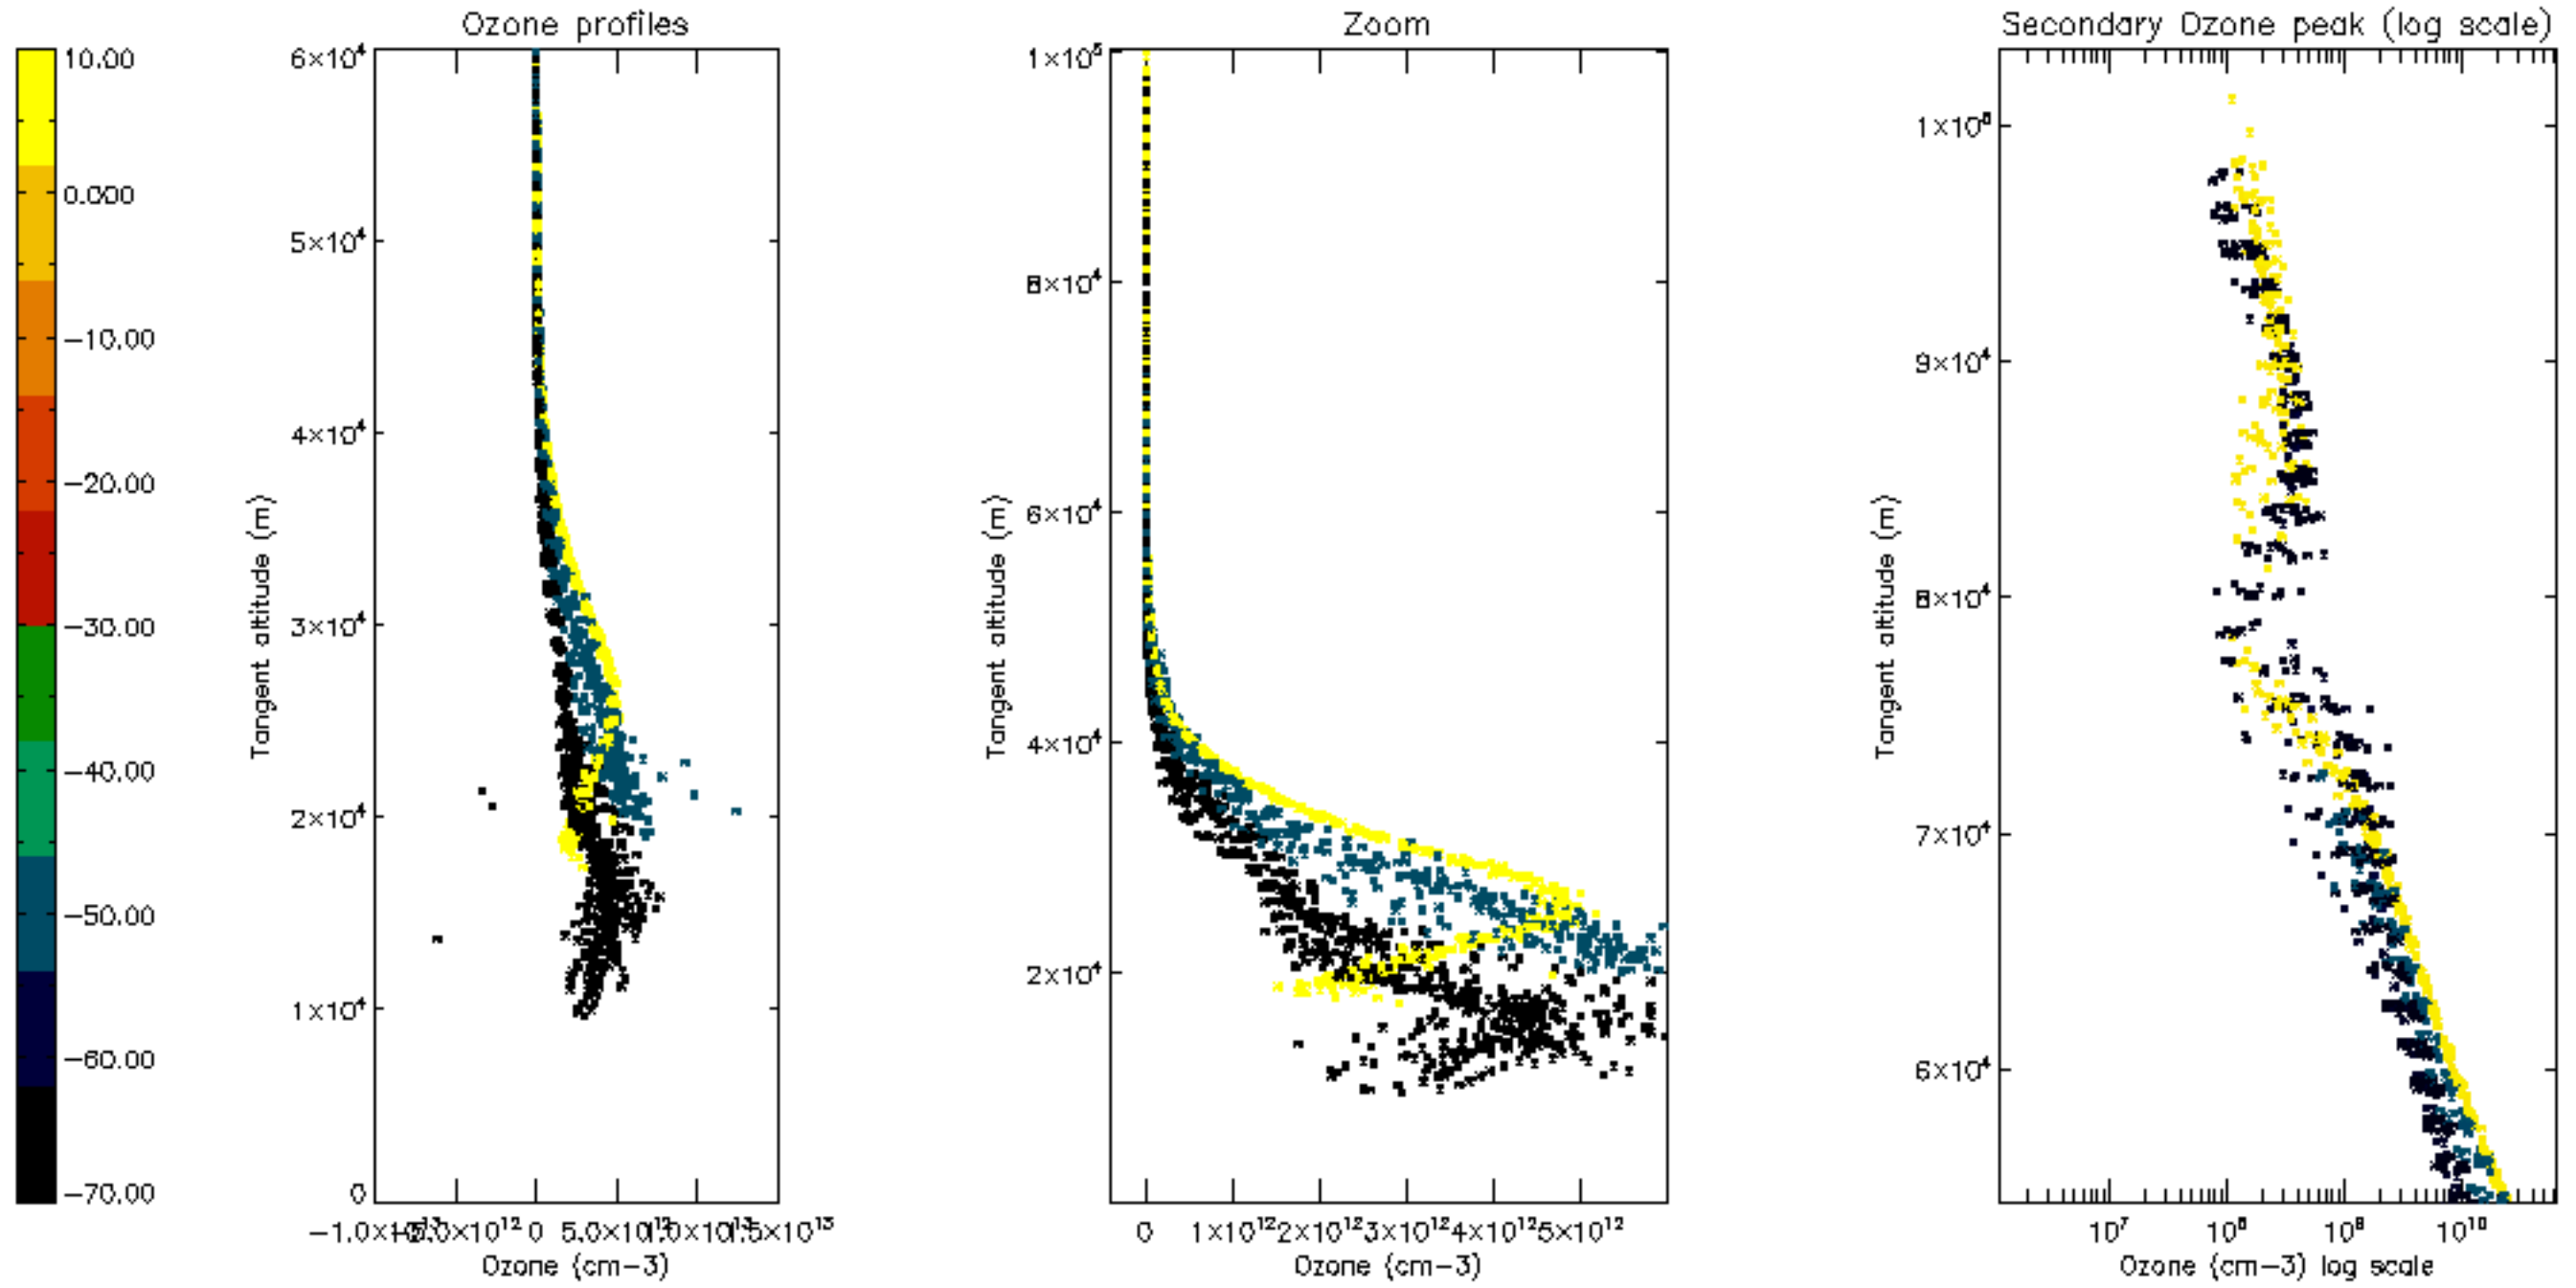 Ozone profiles
Zoom
Secondary Ozone peak (log scale)
10.00
0.000
−10.00
−20.00
−30.00
−40.00
−50.00
−60.00
−70.00
6×10⁴
5×10⁴
4×10⁴
3×10⁴
2×10⁴
1×10⁴
0
Tangent altitude (m)
0
Ozone (cm−3)
1×10⁵
8×10⁴
6×10⁴
4×10⁴
2×10⁴
Tangent altitude (m)
0 1×10¹² 2×10¹² 3×10¹² 4×10¹² 5×10¹²
Ozone (cm−3)
1×10⁵
9×10⁴
8×10⁴
7×10⁴
6×10⁴
Tangent altitude (m)
10⁷ 10⁸ 10⁹ 10¹⁰
Ozone (cm−3) log scale